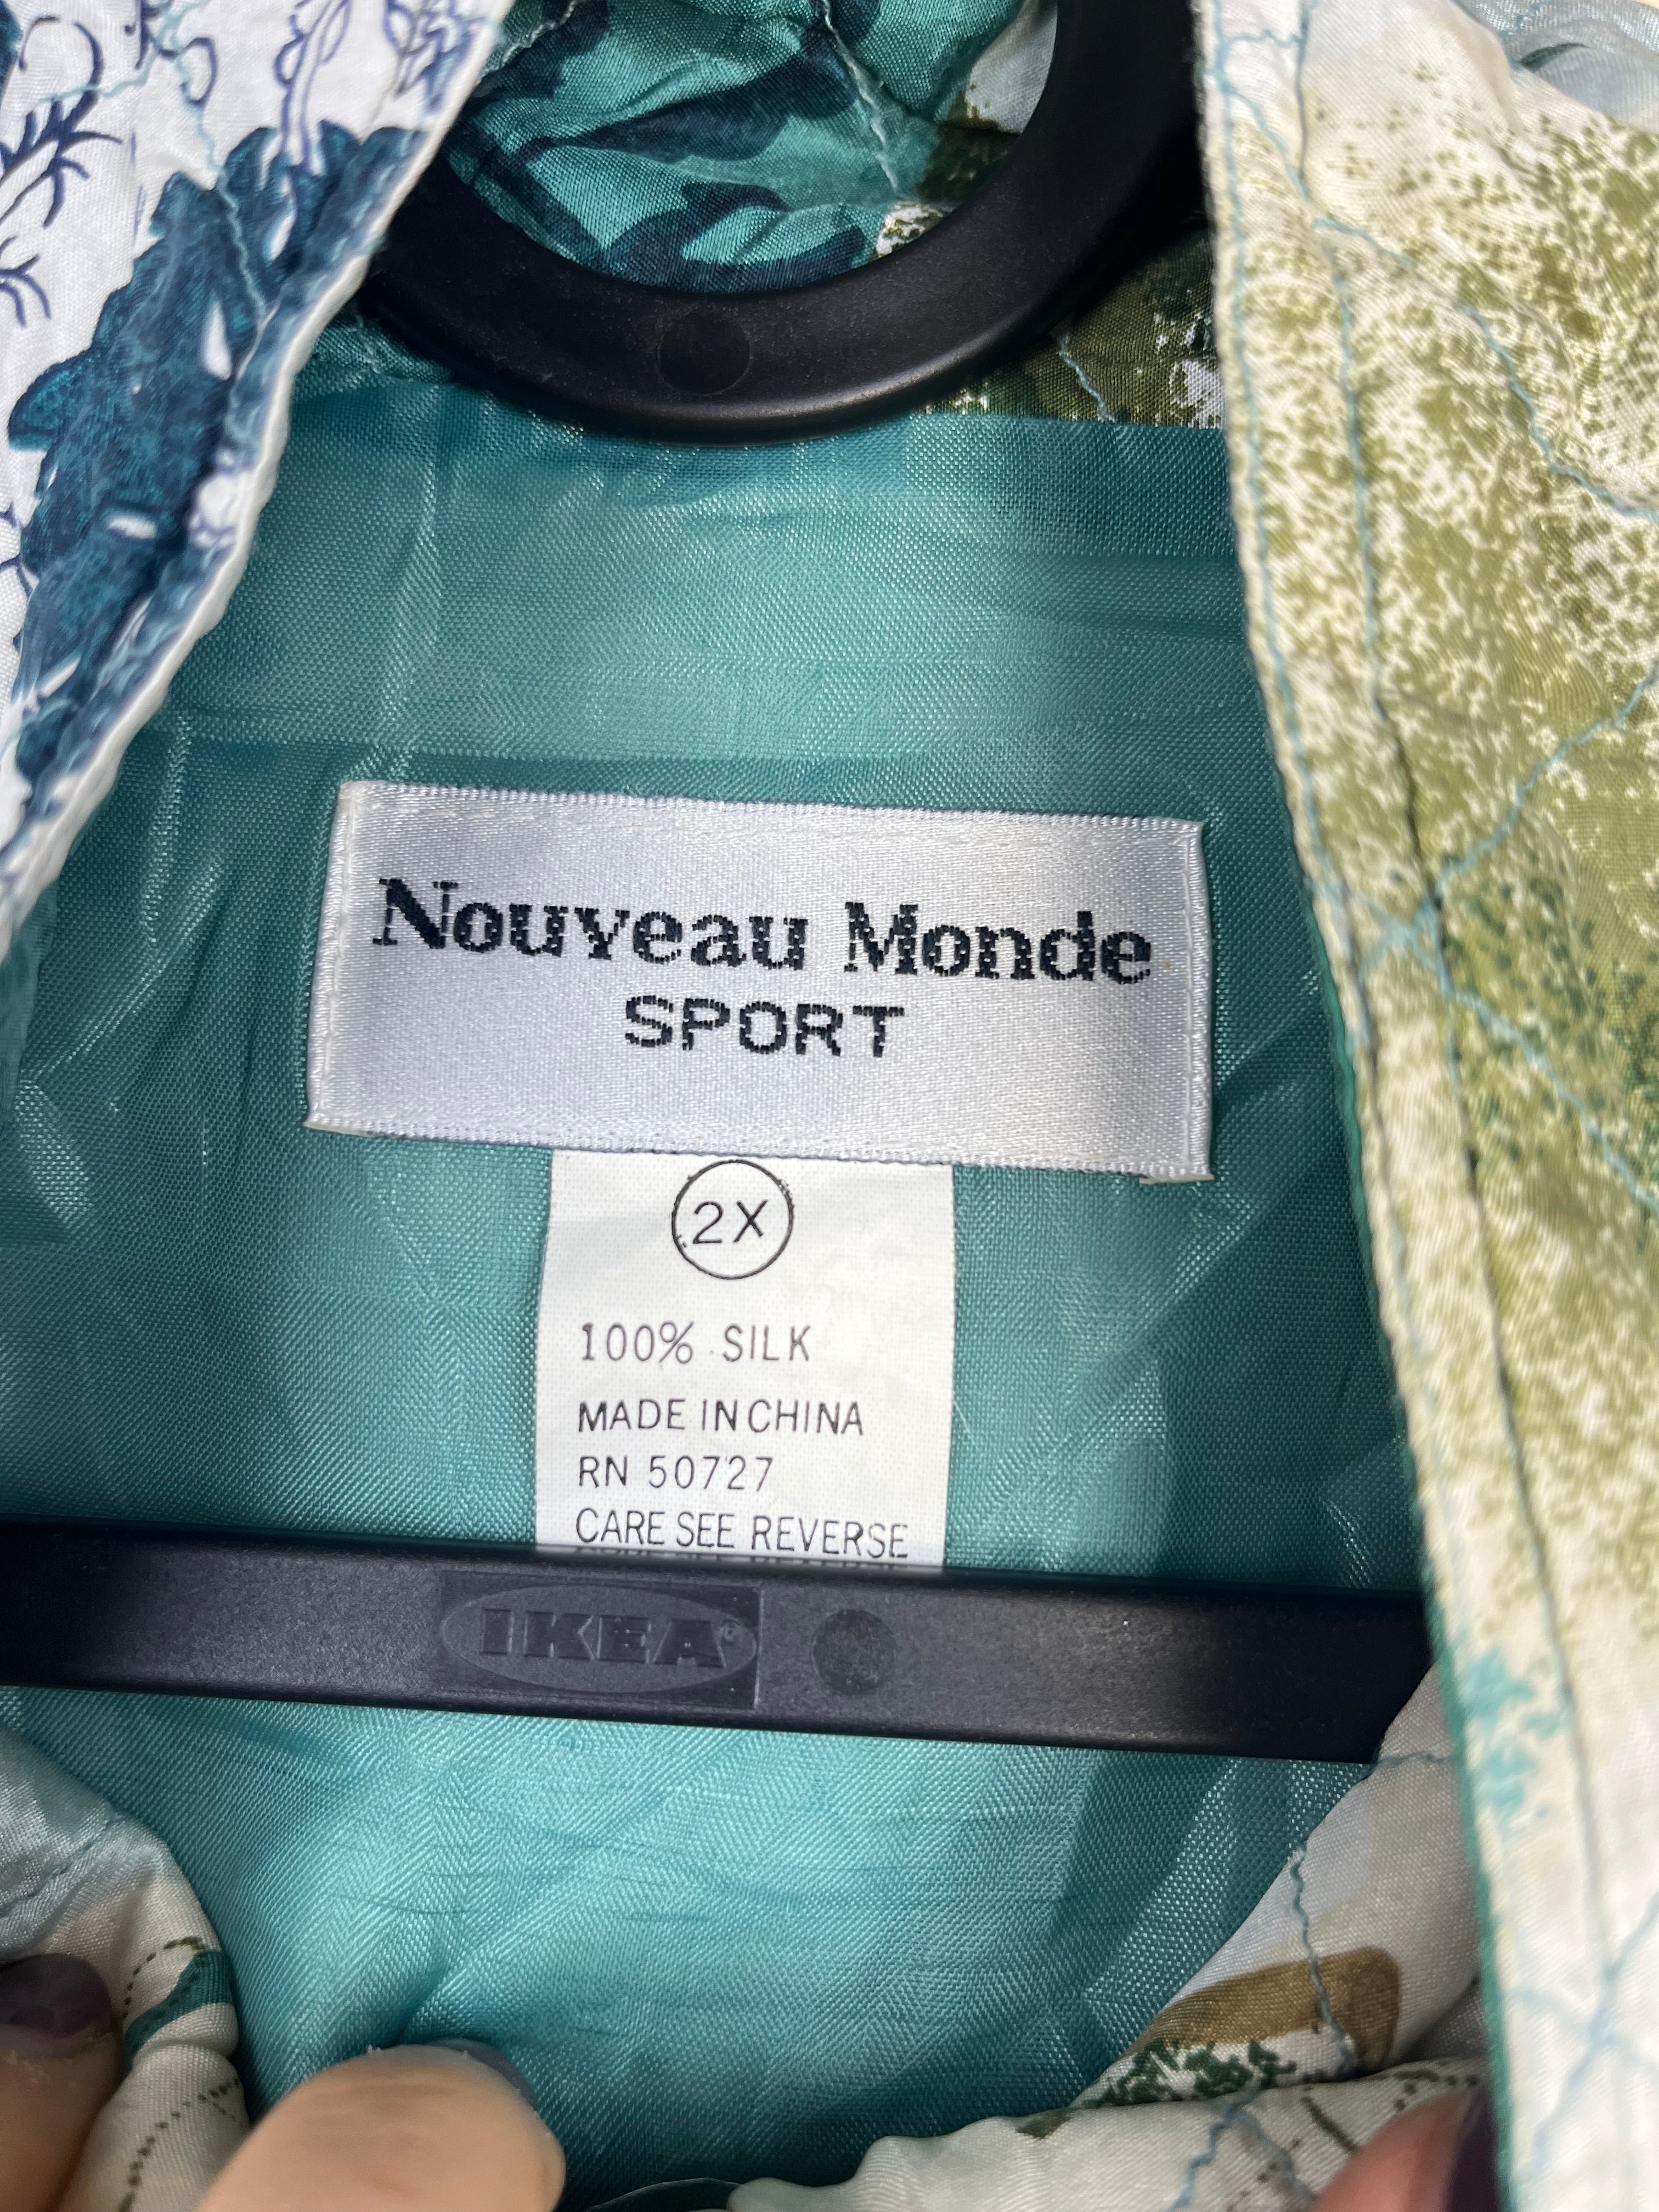 Nouveau Monde
SPORT
2X
100% SILK
MADE IN CHINA
RN 50727
CARE SEE REVERSE
IKEA®